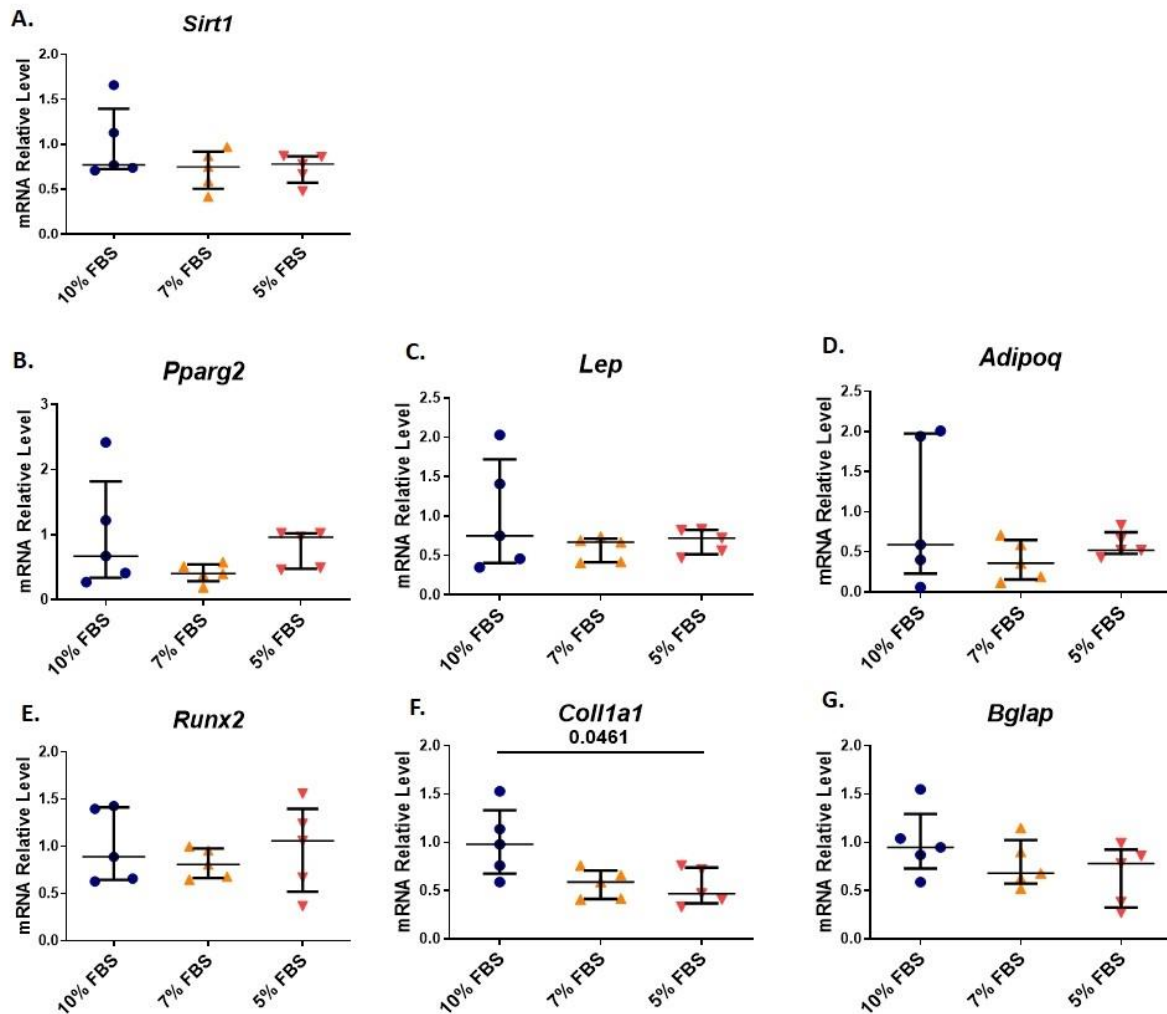 A.
Sirt1
mRNA Relative Level
2.0
1.5
1.0
0.5
0.0
10% FBS
7% FBS
5% FBS
B.
Pparg2
mRNA Relative Level
3
2
1
0
10% FBS
7% FBS
5% FBS
C.
Lep
mRNA Relative Level
2.5
2.0
1.5
1.0
0.5
0.0
10% FBS
7% FBS
5% FBS
D.
Adipoq
mRNA Relative Level
2.5
2.0
1.5
1.0
0.5
0.0
10% FBS
7% FBS
5% FBS
E.
Runx2
mRNA Relative Level
2.0
1.5
1.0
0.5
0.0
10% FBS
7% FBS
5% FBS
F.
Coll1a1
0.0461
mRNA Relative Level
2.0
1.5
1.0
0.5
0.0
10% FBS
7% FBS
5% FBS
G.
Bglap
mRNA Relative Level
2.0
1.5
1.0
0.5
0.0
10% FBS
7% FBS
5% FBS